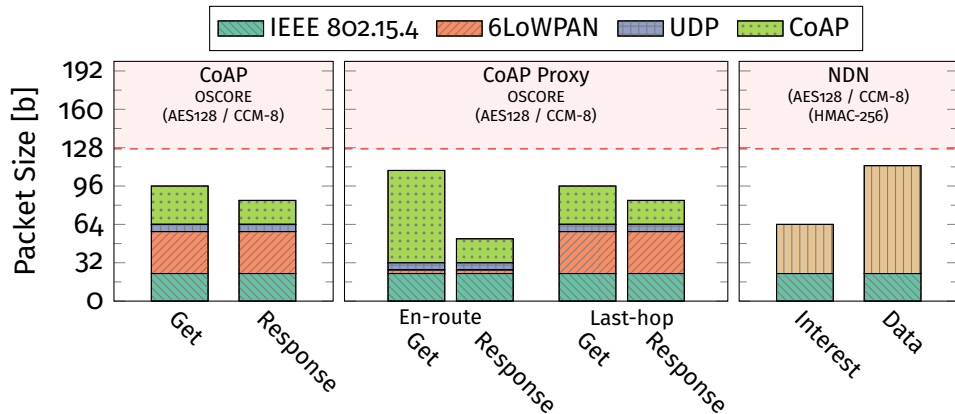 IEEE 802.15.4 6LoWPAN UDP CoAP
Packet Size [b]
192
160
128
96
64
32
0
CoAP
OSCORE
(AES128 / CCM-8)
Get
Response
CoAP Proxy
OSCORE
(AES128 / CCM-8)
En-route
Get
Response
Last-hop
Get
Response
NDN
(AES128 / CCM-8)
(HMAC-256)
Interest
Data